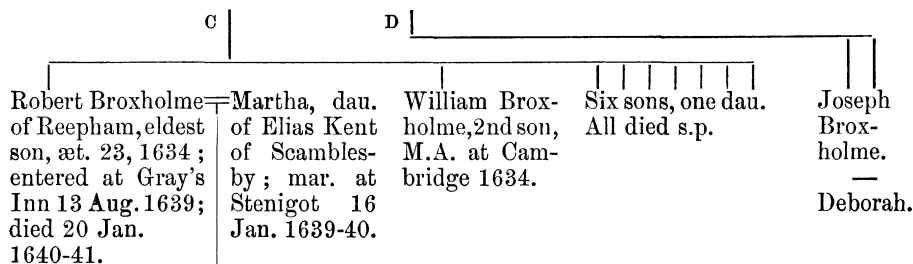 C
D
Robert Broxholme
of Reepham, eldest
son, æt. 23, 1634 ;
entered at Gray's
Inn 13 Aug. 1639;
died 20 Jan.
1640-41.
Martha, dau.
of Elias Kent
of Scambles-
by ; mar. at
Stenigot 16
Jan. 1639-40.
William Brox-
holme, 2nd son,
M.A. at Cam-
bridge 1634.
Six sons, one dau.
All died s.p.
Joseph
Brox-
holme.
—
Deborah.